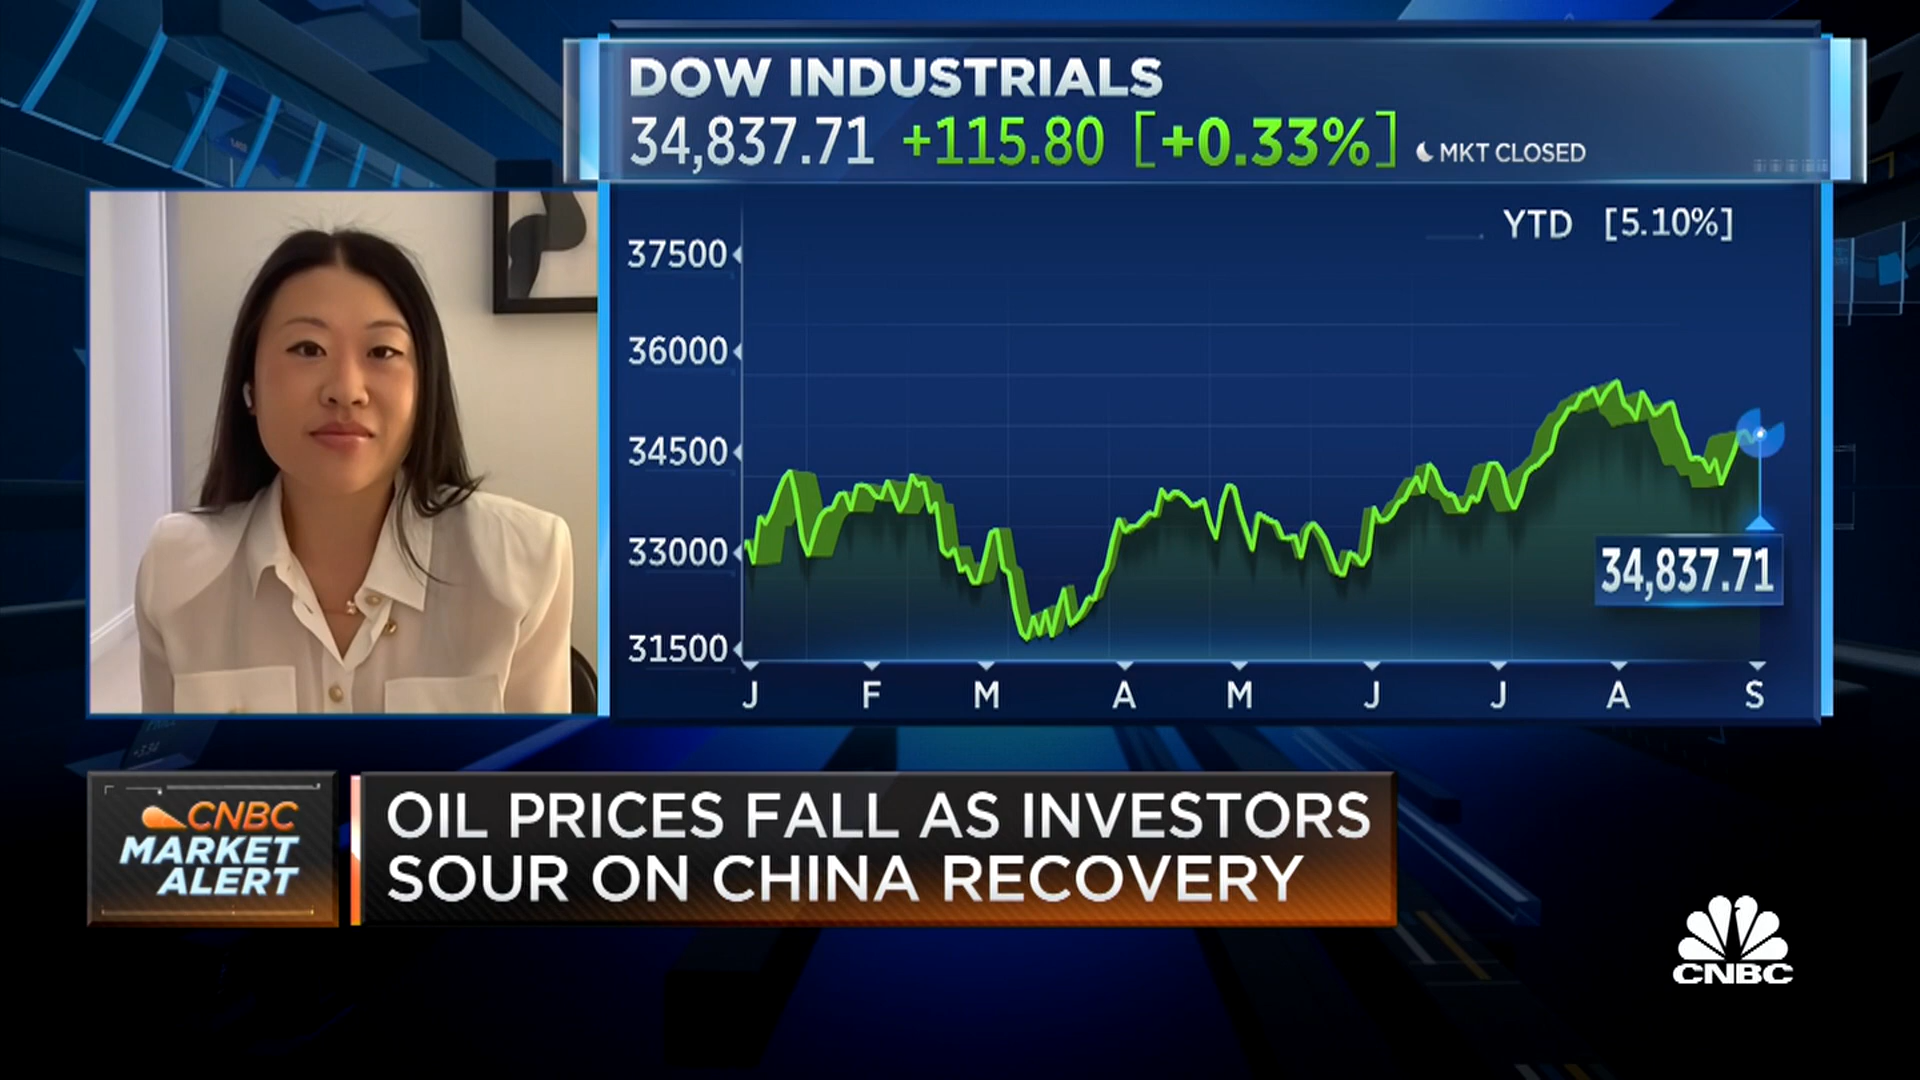 DOW INDUSTRIALS
34,837.71 +115.80 [+0.33%] MKT CLOSED
YTD [5.10%]
37500
36000
34500
33000
31500
34,837.71
J F M A M J J A S
CNBC
MARKET
ALERT
OIL PRICES FALL AS INVESTORS
SOUR ON CHINA RECOVERY
CNBC